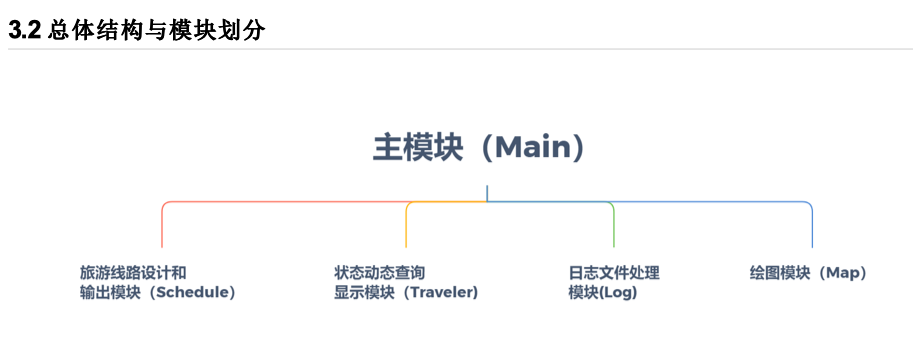 3.2 总体结构与模块划分
主模块（Main）
旅游线路设计和
输出模块（Schedule）
状态动态查询
显示模块（Traveler)
日志文件处理
模块(Log)
绘图模块（Map）